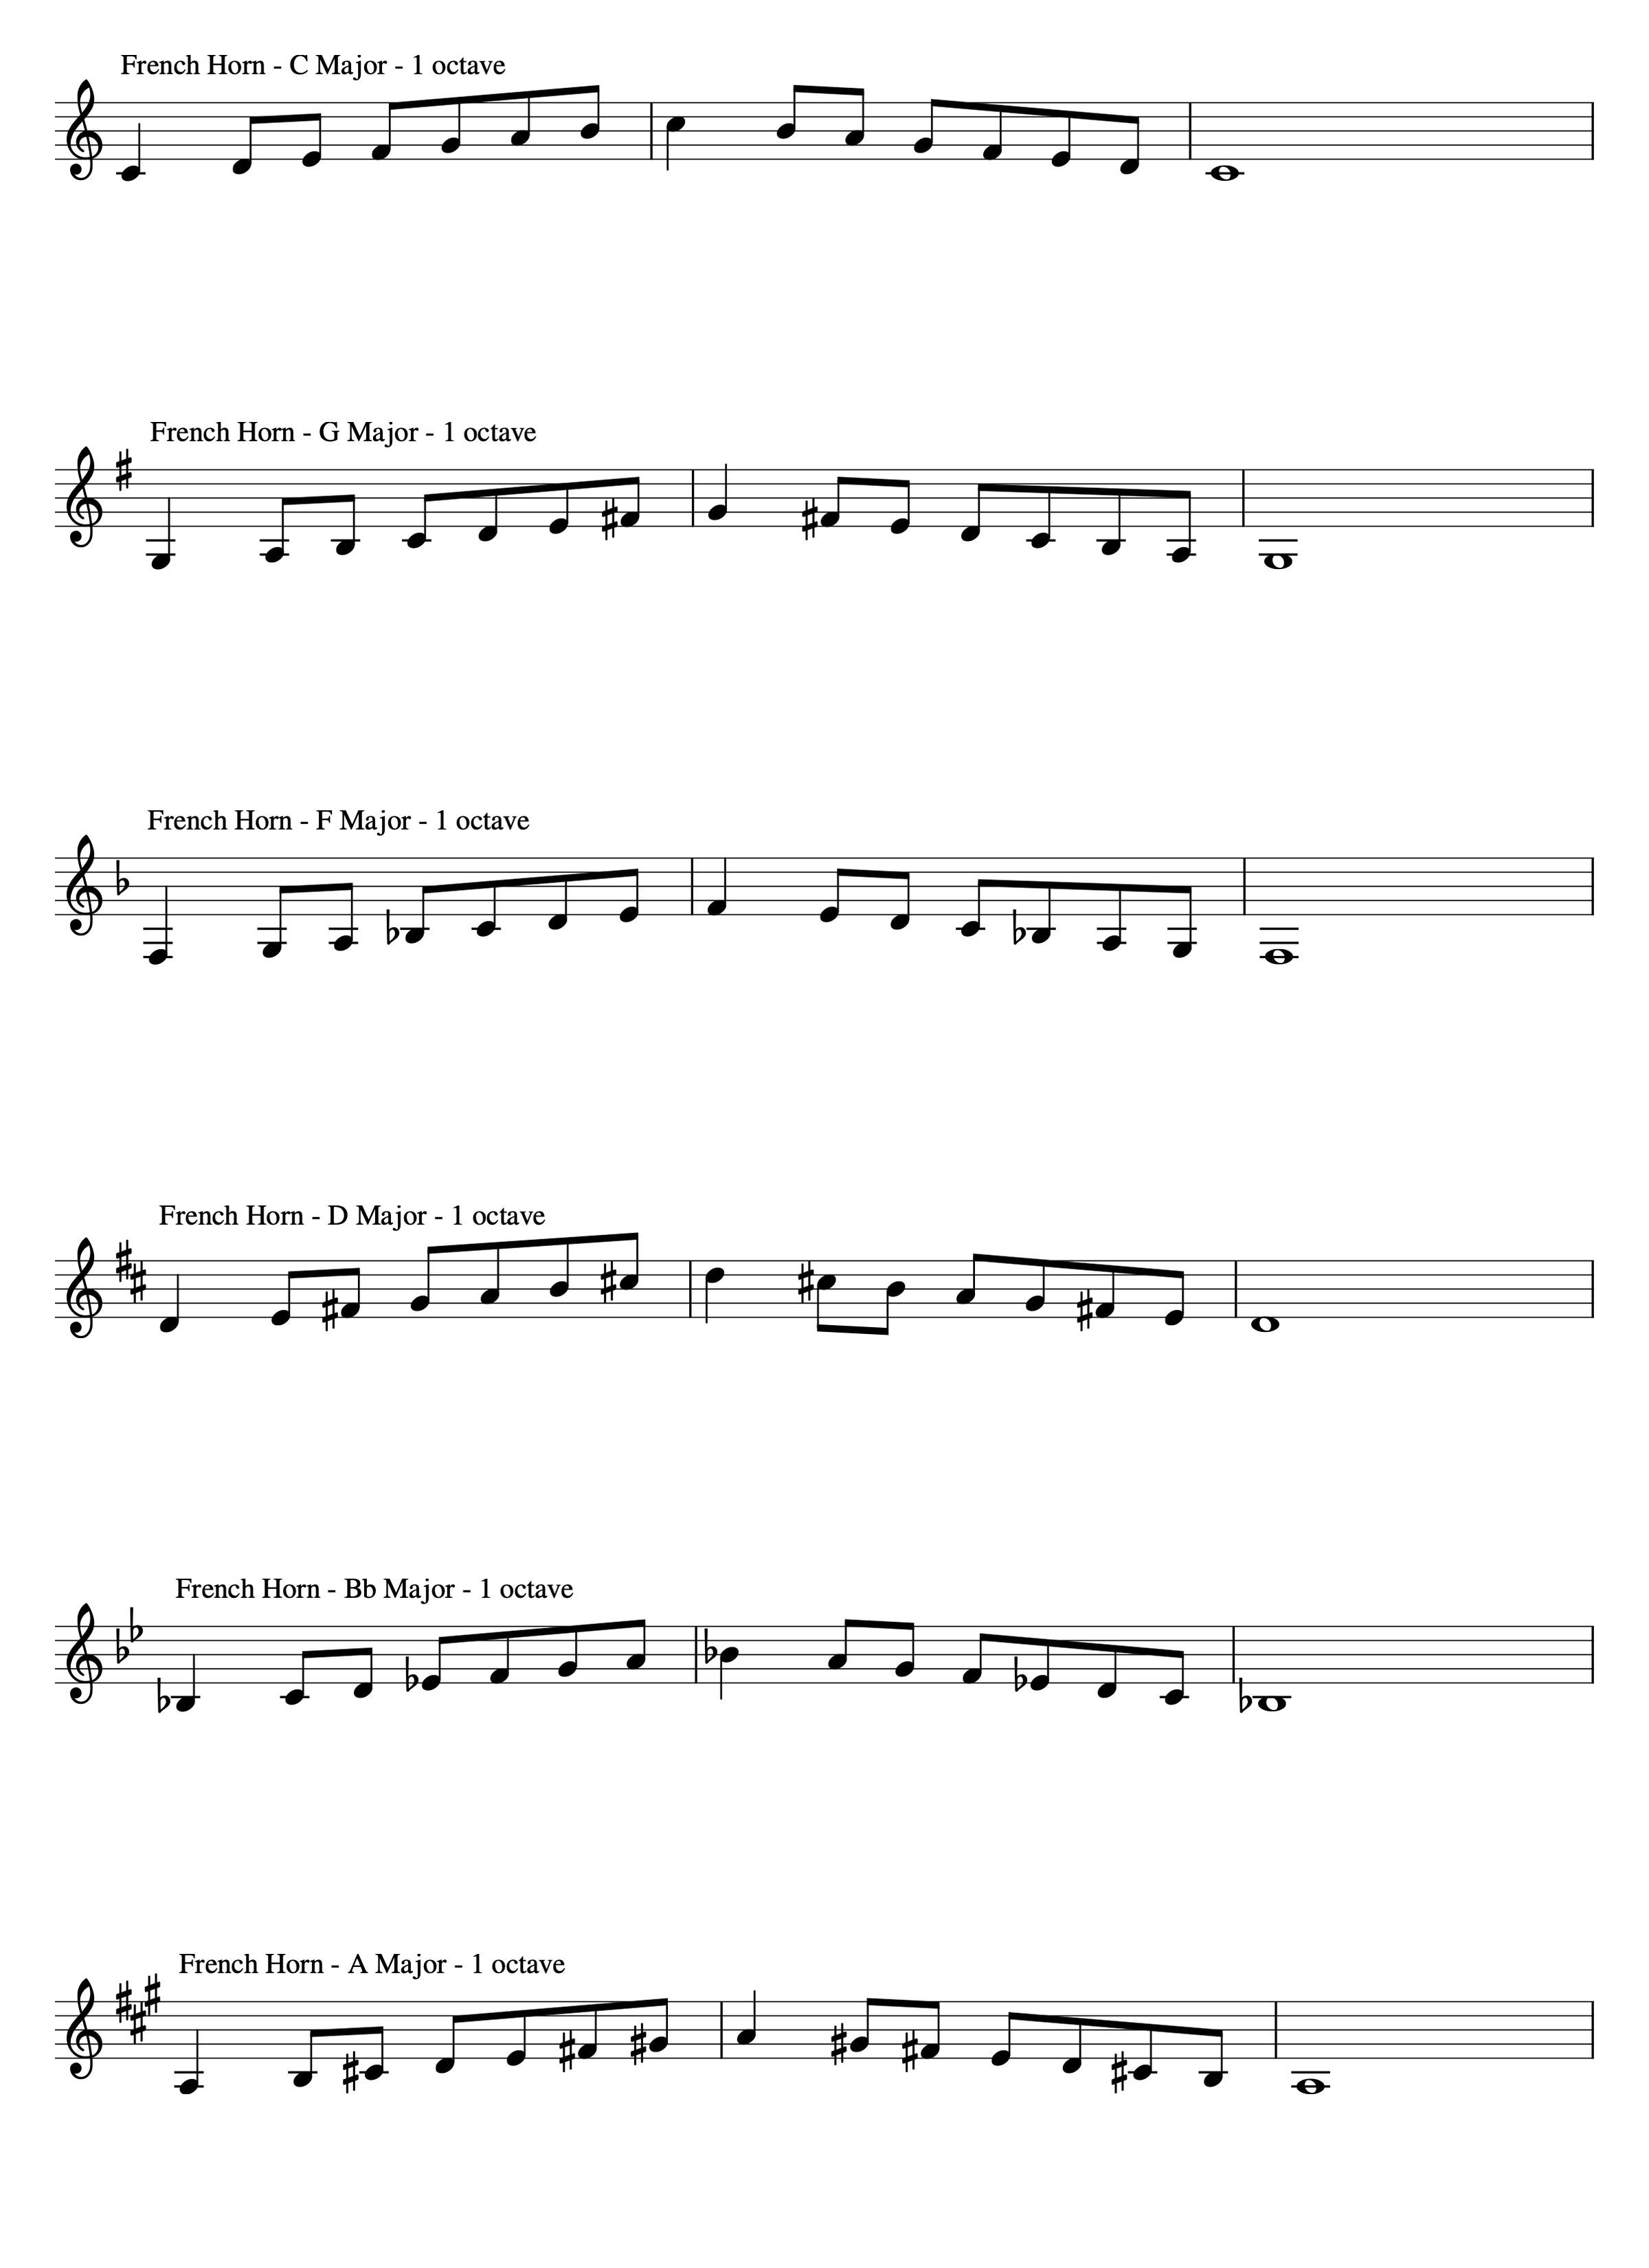 French Horn - C Major - 1 octave
French Horn - G Major - 1 octave
French Horn - F Major - 1 octave
French Horn - D Major - 1 octave
French Horn - Bb Major - 1 octave
French Horn - A Major - 1 octave